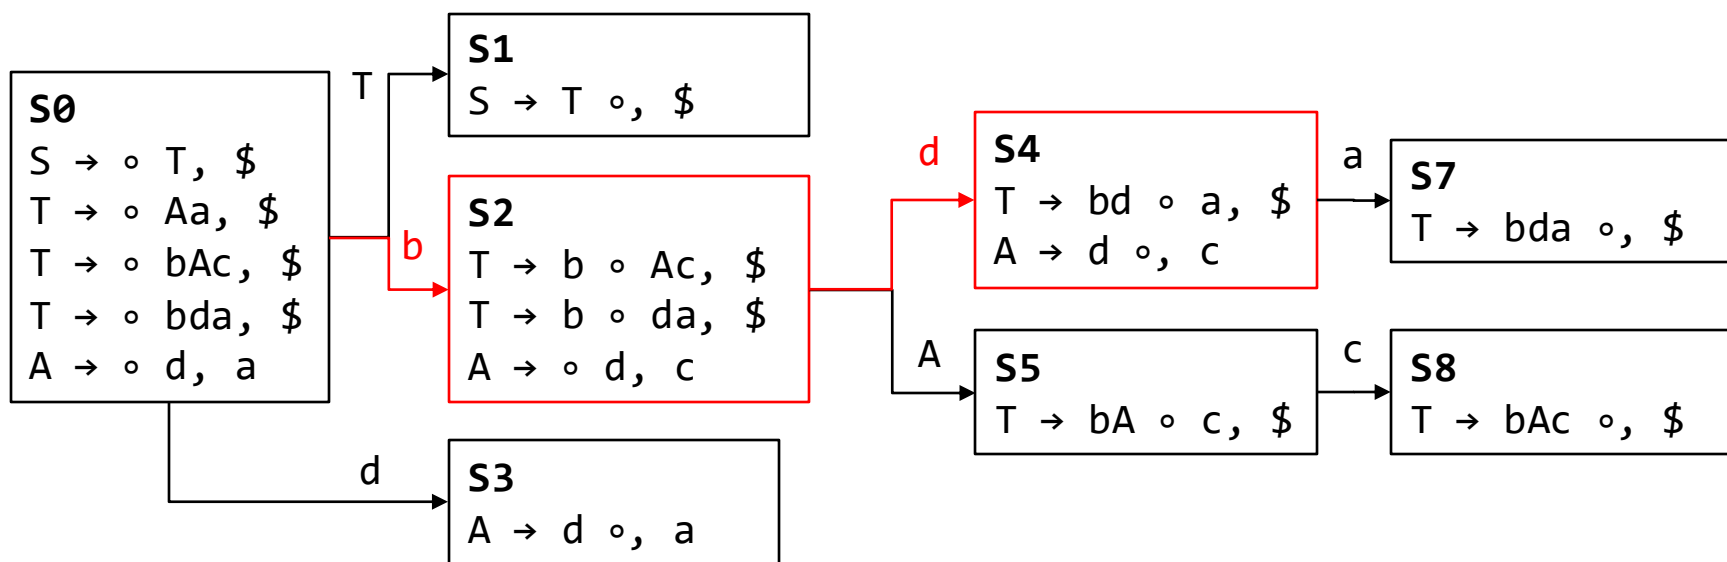 S0
S → ∘ T, $
T → ∘ Aa, $
T → ∘ bAc, $
T → ∘ bda, $
A → ∘ d, a
T
S1
S → T ∘, $
b
S2
T → b ∘ Ac, $
T → b ∘ da, $
A → ∘ d, c
d
S3
A → d ∘, a
d
S4
T → bd ∘ a, $
A → d ∘, c
A
S5
T → bA ∘ c, $
a
S7
T → bda ∘, $
c
S8
T → bAc ∘, $